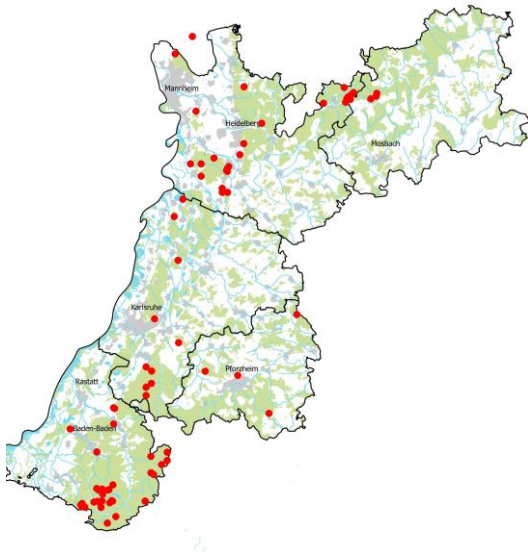 Mannheim
Heidelberg
Mosbach
Karlsruhe
Pforzheim
Rastatt
Baden-Baden